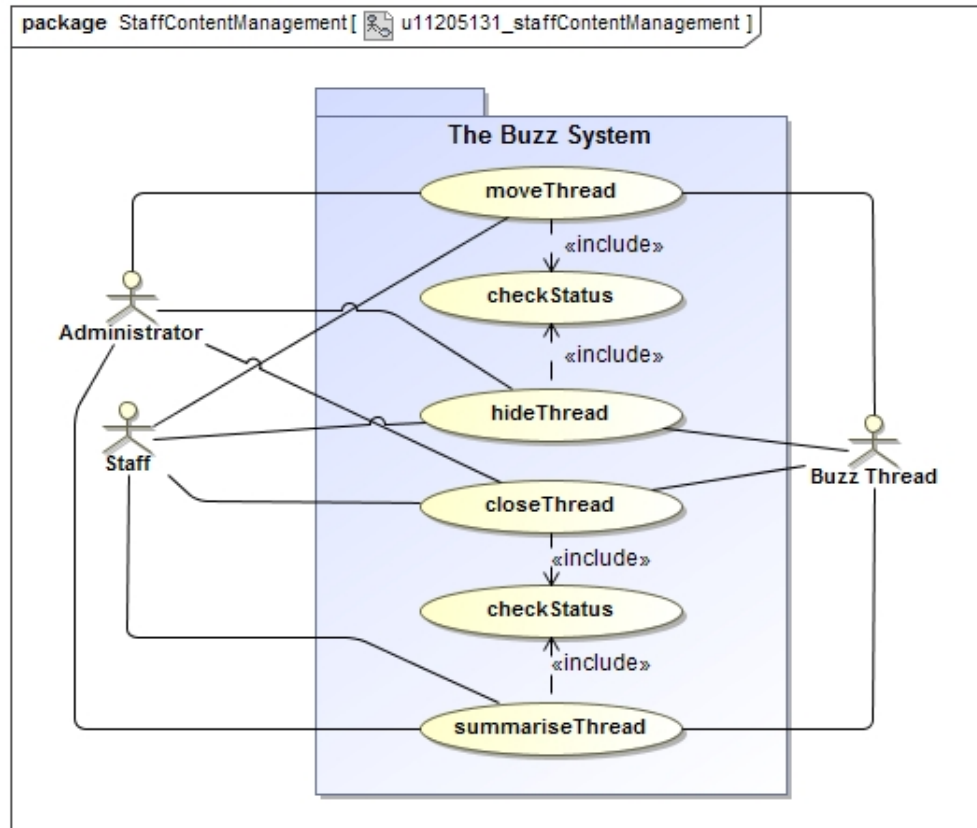 package StaffContentManagement [ u11205131_staffContentManagement ]
The Buzz System
moveThread
«include»
checkStatus
Administrator
«include»
hideThread
Staff
Buzz Thread
closeThread
«include»
checkStatus
«include»
summariseThread